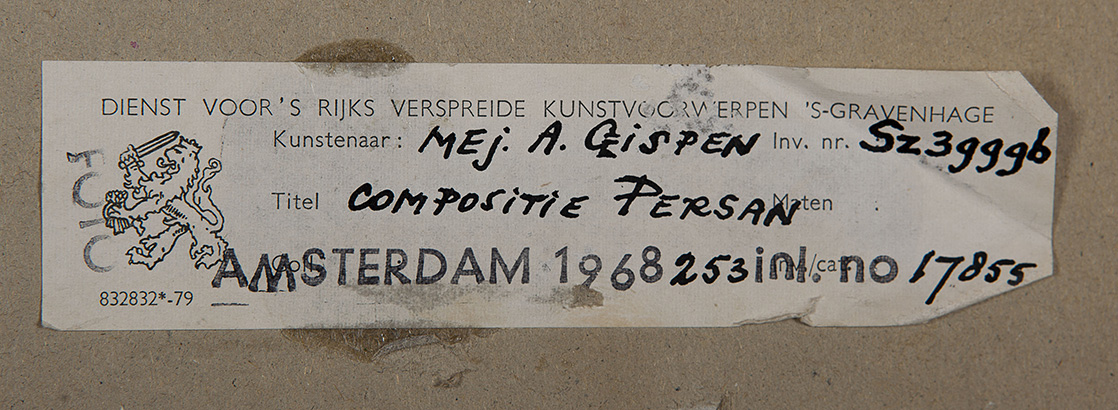 DIENST VOOR 'S RIJKS VERSPREIDE KUNSTVOORWERPEN 'S-GRAVENHAGE
Kunstenaar: MEj. A. GISPEN Inv. nr. Sz3gggb
Titel COMPOSITIE PERSAN Maten
FOTO
AMSTERDAM 1968 253 inl. no 17855
832832*-79